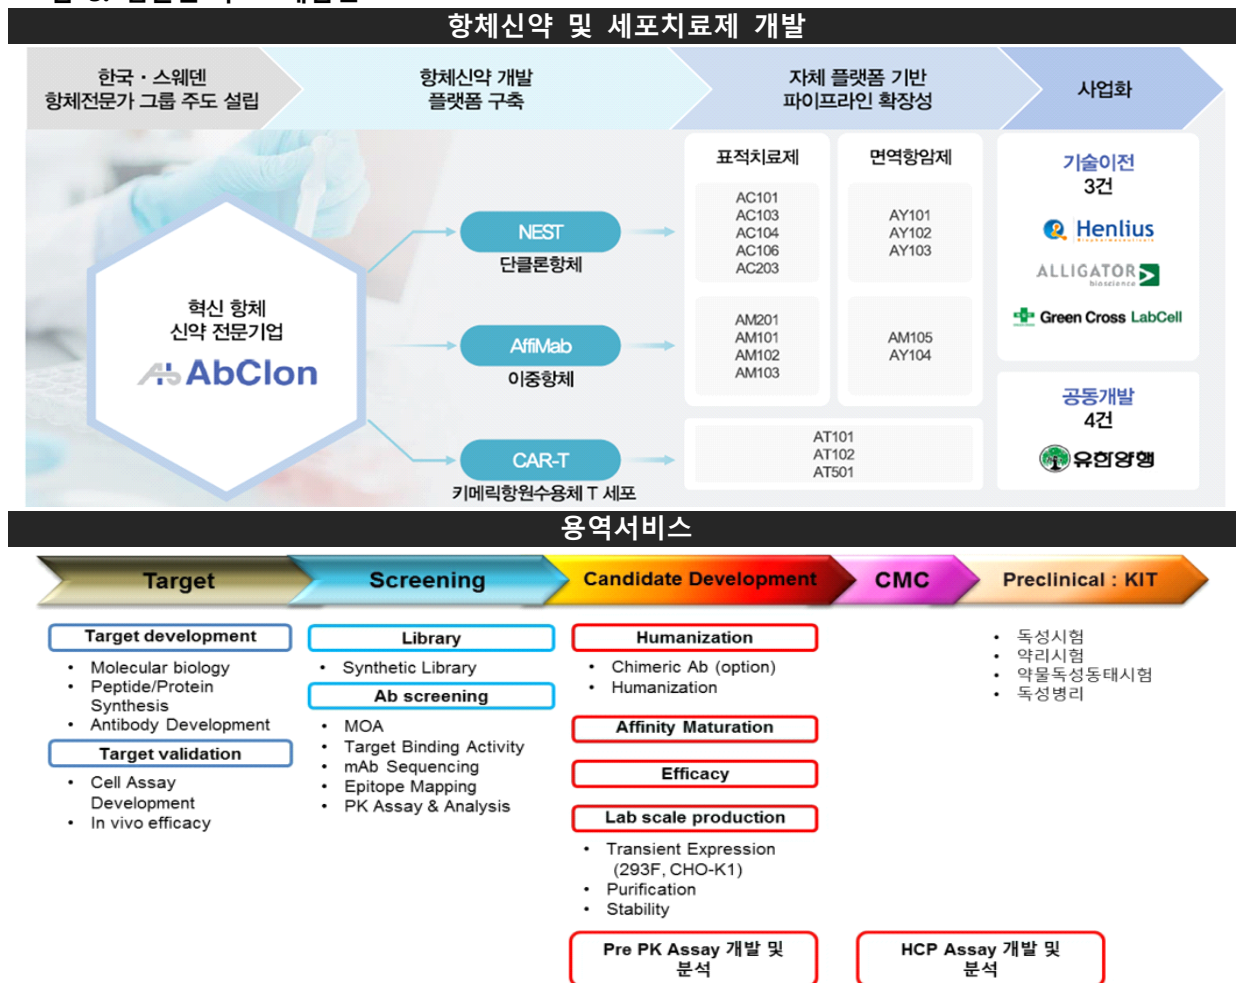 항체신약 및 세포치료제 개발
한국 · 스웨덴
항체전문가 그룹 주도 설립
항체신약 개발
플랫폼 구축
자체 플랫폼 기반
파이프라인 확장성
사업화
혁신 항체
신약 전문기업
Ab AbClon
NEST
단클론항체
AffiMab
이중항체
CAR-T
키메릭항원수용체 T 세포
표적치료제
AC101
AC103
AC104
AC106
AC203
면역항암제
AY101
AY102
AY103
AM201
AM101
AM102
AM103
AM105
AY104
AT101
AT102
AT501
기술이전
3건
Henlius
Biopharmaceuticals
ALLIGATOR
bioscience
Green Cross LabCell
공동개발
4건
유한양행
용역서비스
Target
Screening
Candidate Development
CMC
Preclinical : KIT
Target development
• Molecular biology
• Peptide/Protein
Synthesis
• Antibody Development
Target validation
• Cell Assay
Development
• In vivo efficacy
Library
• Synthetic Library
Ab screening
• MOA
• Target Binding Activity
• mAb Sequencing
• Epitope Mapping
• PK Assay & Analysis
Humanization
• Chimeric Ab (option)
• Humanization
Affinity Maturation
Efficacy
Lab scale production
• Transient Expression
(293F, CHO-K1)
• Purification
• Stability
Pre PK Assay 개발 및
분석
HCP Assay 개발 및
분석
• 독성시험
• 약리시험
• 약물독성동태시험
• 독성병리